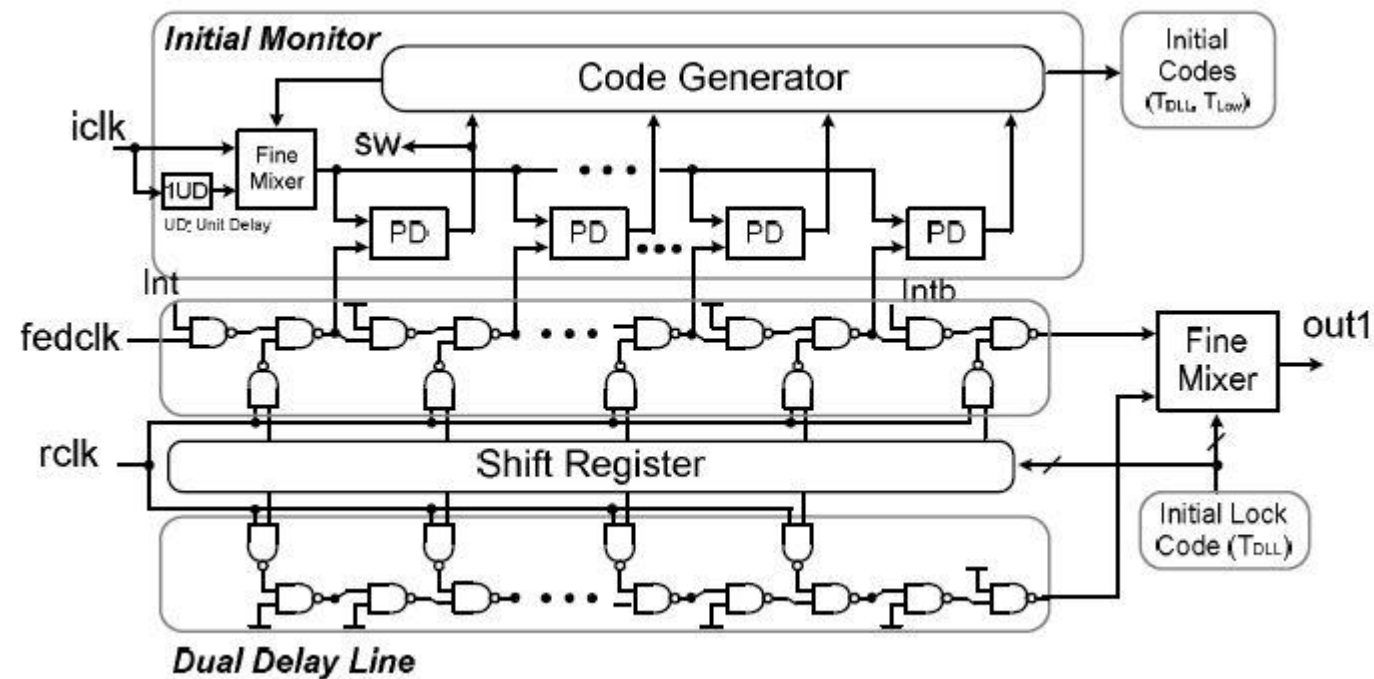 Initial Monitor
Code Generator
Initial
Codes
(TDLL, TLow)
iclk
SW
Fine
Mixer
1UD
UD: Unit Delay
PD
PD
PD
PD
Int
Intb
fedclk
out1
Fine
Mixer
rclk
Shift Register
Initial Lock
Code (TDLL)
Dual Delay Line